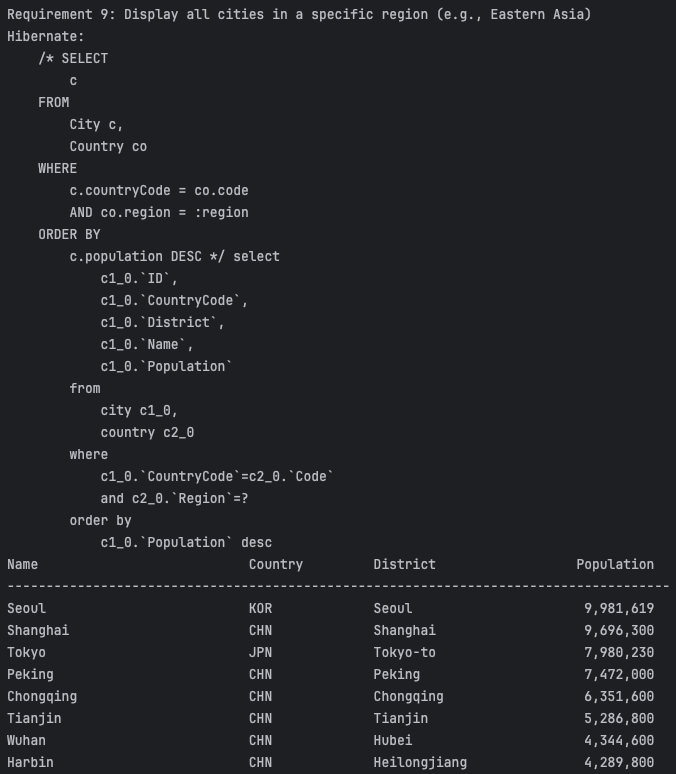 Requirement 9: Display all cities in a specific region (e.g., Eastern Asia)
Hibernate:
    /* SELECT
        c
    FROM
        City c,
        Country co
    WHERE
        c.countryCode = co.code
        AND co.region = :region
    ORDER BY
        c.population DESC */ select
            c1_0.`ID`,
            c1_0.`CountryCode`,
            c1_0.`District`,
            c1_0.`Name`,
            c1_0.`Population`
        from
            city c1_0,
            country c2_0
        where
            c1_0.`CountryCode`=c2_0.`Code`
            and c2_0.`Region`=?
        order by
            c1_0.`Population` desc
Name                           Country         District                  Population
-------------------------------------------------------------------------------------
Seoul                          KOR             Seoul                      9,981,619
Shanghai                       CHN             Shanghai                   9,696,300
Tokyo                          JPN             Tokyo-to                   7,980,230
Peking                         CHN             Peking                     7,472,000
Chongqing                      CHN             Chongqing                  6,351,600
Tianjin                        CHN             Tianjin                    5,286,800
Wuhan                          CHN             Hubei                      4,344,600
Harbin                         CHN             Heilongjiang               4,289,800